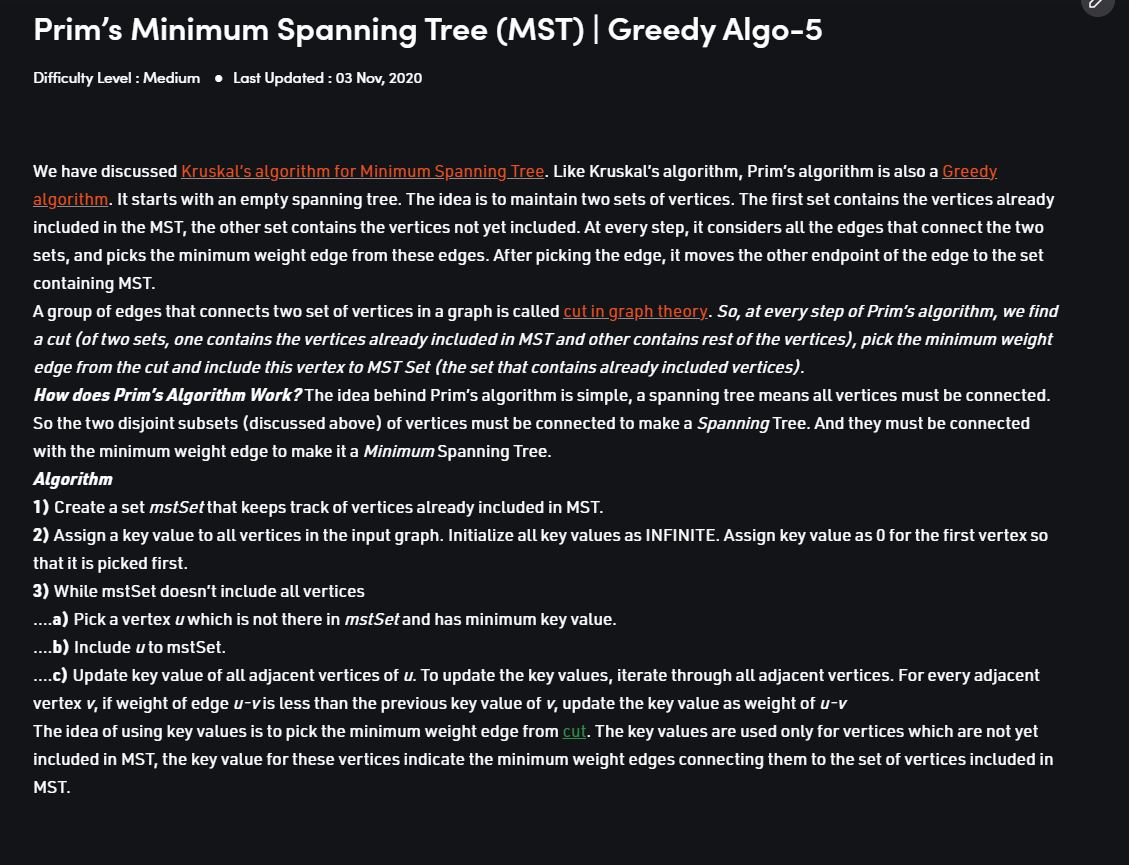 Prim’s Minimum Spanning Tree (MST) | Greedy Algo-5
Difficulty Level : Medium ● Last Updated : 03 Nov, 2020
We have discussed Kruskal’s algorithm for Minimum Spanning Tree. Like Kruskal’s algorithm, Prim’s algorithm is also a Greedy
algorithm. It starts with an empty spanning tree. The idea is to maintain two sets of vertices. The first set contains the vertices already
included in the MST, the other set contains the vertices not yet included. At every step, it considers all the edges that connect the two
sets, and picks the minimum weight edge from these edges. After picking the edge, it moves the other endpoint of the edge to the set
containing MST.
A group of edges that connects two set of vertices in a graph is called cut in graph theory. So, at every step of Prim’s algorithm, we find
a cut (of two sets, one contains the vertices already included in MST and other contains rest of the vertices), pick the minimum weight
edge from the cut and include this vertex to MST Set (the set that contains already included vertices).
How does Prim’s Algorithm Work? The idea behind Prim’s algorithm is simple, a spanning tree means all vertices must be connected.
So the two disjoint subsets (discussed above) of vertices must be connected to make a Spanning Tree. And they must be connected
with the minimum weight edge to make it a Minimum Spanning Tree.
Algorithm
1) Create a set mstSet that keeps track of vertices already included in MST.
2) Assign a key value to all vertices in the input graph. Initialize all key values as INFINITE. Assign key value as 0 for the first vertex so
that it is picked first.
3) While mstSet doesn’t include all vertices
....a) Pick a vertex u which is not there in mstSet and has minimum key value.
....b) Include u to mstSet.
....c) Update key value of all adjacent vertices of u. To update the key values, iterate through all adjacent vertices. For every adjacent
vertex v, if weight of edge u-v is less than the previous key value of v, update the key value as weight of u-v
The idea of using key values is to pick the minimum weight edge from cut. The key values are used only for vertices which are not yet
included in MST, the key value for these vertices indicate the minimum weight edges connecting them to the set of vertices included in
MST.